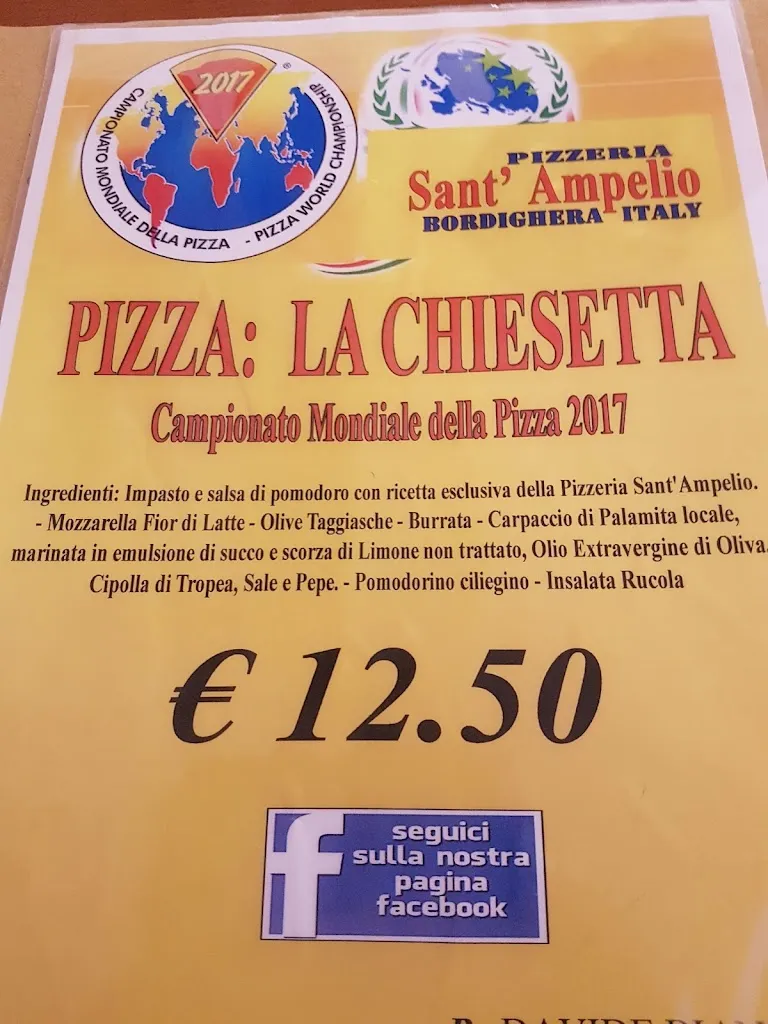 2017
®
CAMPIONATO MONDIALE DELLA PIZZA - PIZZA WORLD CHAMPIONSHIP
PIZZERIA
Sant' Ampelio
BORDIGHERA ITALY
PIZZA: LA CHIESETTA
Campionato Mondiale della Pizza 2017
Ingredienti: Impasto e salsa di pomodoro con ricetta esclusiva della Pizzeria Sant'Ampelio.
- Mozzarella Fior di Latte - Olive Taggiasche - Burrata - Carpaccio di Palamita locale,
marinata in emulsione di succo e scorza di Limone non trattato, Olio Extravergine di Oliva,
Cipolla di Tropea, Sale e Pepe. - Pomodorino ciliegino - Insalata Rucola
€ 12.50
f
seguici
sulla nostra
pagina
facebook
DAVIDE